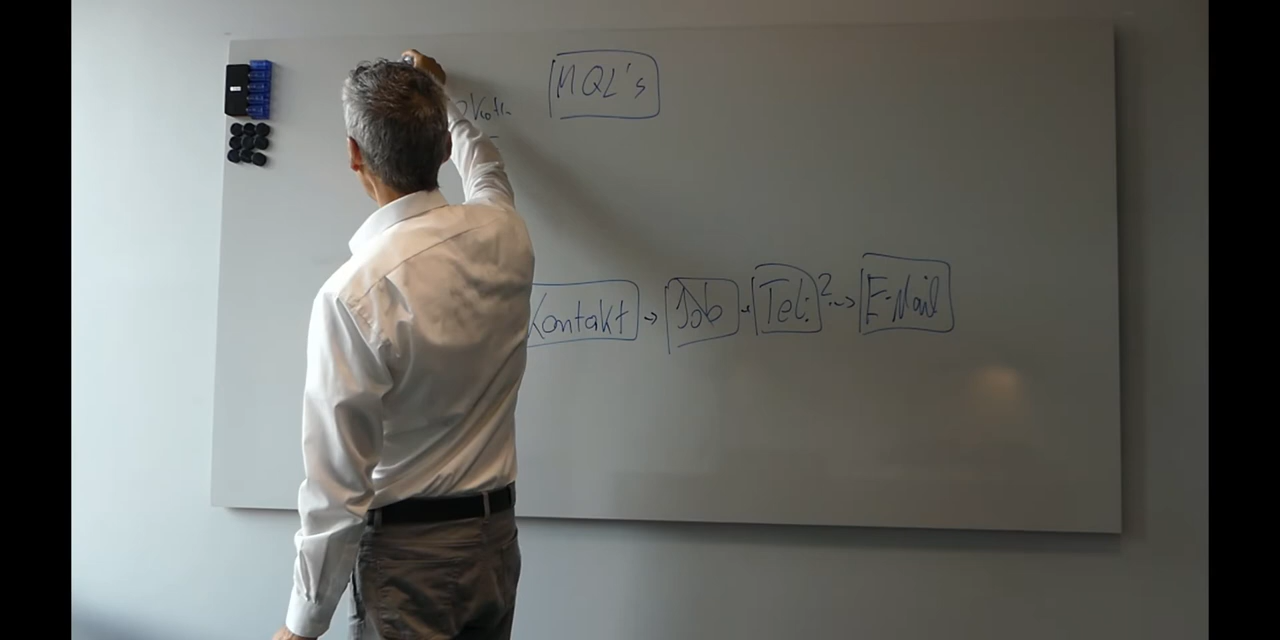 MQL's
Kontakt → Job → Tel: ? → E-Mail